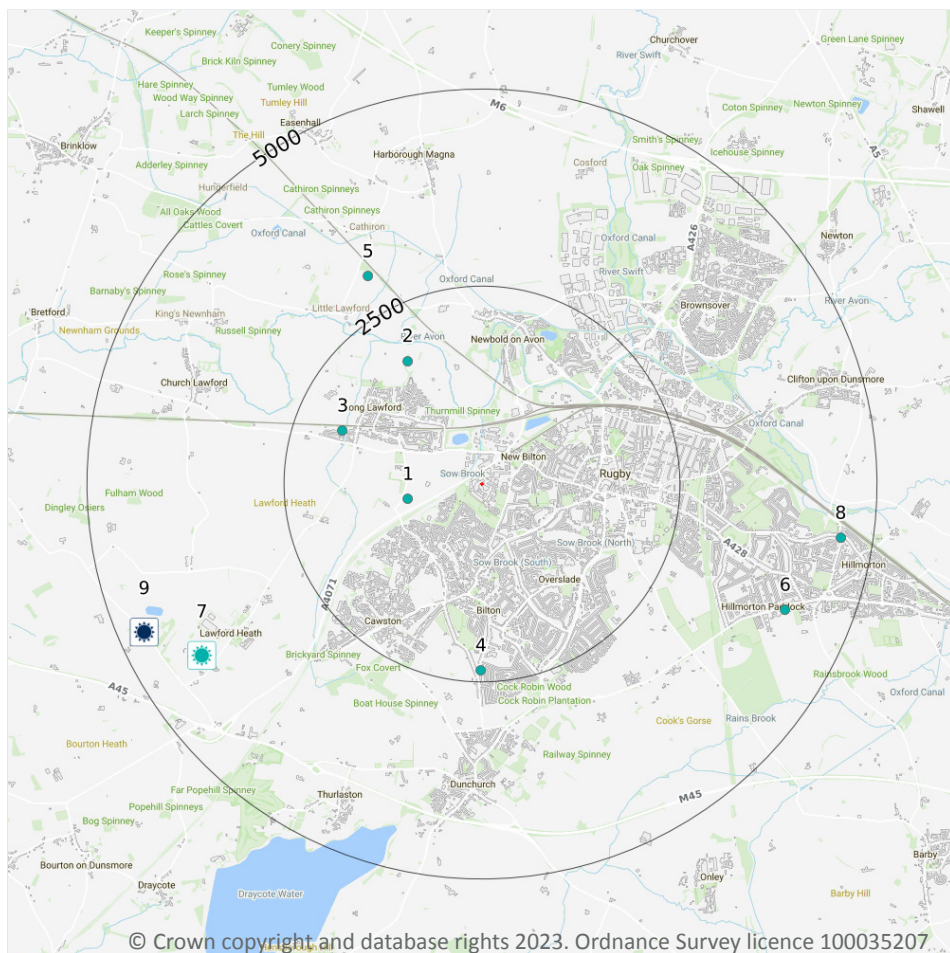 Keeper's Spinney
Churchover
Green Lane Spinney
Conery Spinney
River Swift
Brick Kiln Spinney
Hare Spinney
Tumley Wood
Wood Way Spinney
Tumley Hill
M6
Coton Spinney
Newton Spinney
Larch Spinney
Easenhall
Shawell
The Hill
Smith's Spinney
A5
Brinklow
5000
Harborough Magna
Icehouse Spinney
Adderley Spinney
Cosford
Oak Spinney
Hungerfield
Cathiron Spinneys
All Oaks Wood
Cathiron Spinneys
Cattles Covert
Cathiron
Oxford Canal
Oxford Canal
A426
Newton
5
River Swift
Rose's Spinney
Oxford Canal
Barnaby's Spinney
Little Lawford
Brownsover
River Avon
Bretford
King's Newnham
2500
Newnham Grounds
Russell Spinney
2
er Avon
Newbold on Avon
Church Lawford
Clifton upon Dunsmore
3
ong Lawford
Thurnmill Spinney
Oxford Canal
New Bilton
1
Sow Brook
Rugby
Fulham Wood
Lawford Heath
Dingley Osiers
8
Sow Brook (North)
A428
Sow Brook (South)
Hillmorton
9
A4071
Overslade
6
7
Bilton
Hillmorton Paddock
Lawford Heath
Cawston
4
Brickyard Spinney
Fox Covert
Rainsbrook Wood
A45
Cock Robin Wood
Oxford Canal
Boat House Spinney
Cock Robin Plantation
Cook's Gorse
Rains Brook
Bourton Heath
Railway Spinney
Dunchurch
Far Popehill Spinney
Thurlaston
M45
Popehill Spinneys
Bog Spinney
Bourton on Dunsmore
Barby
Draycote
Onley
Draycote Water
Barby Hill
© Crown copyright and database rights 2023. Ordnance Survey licence 100035207